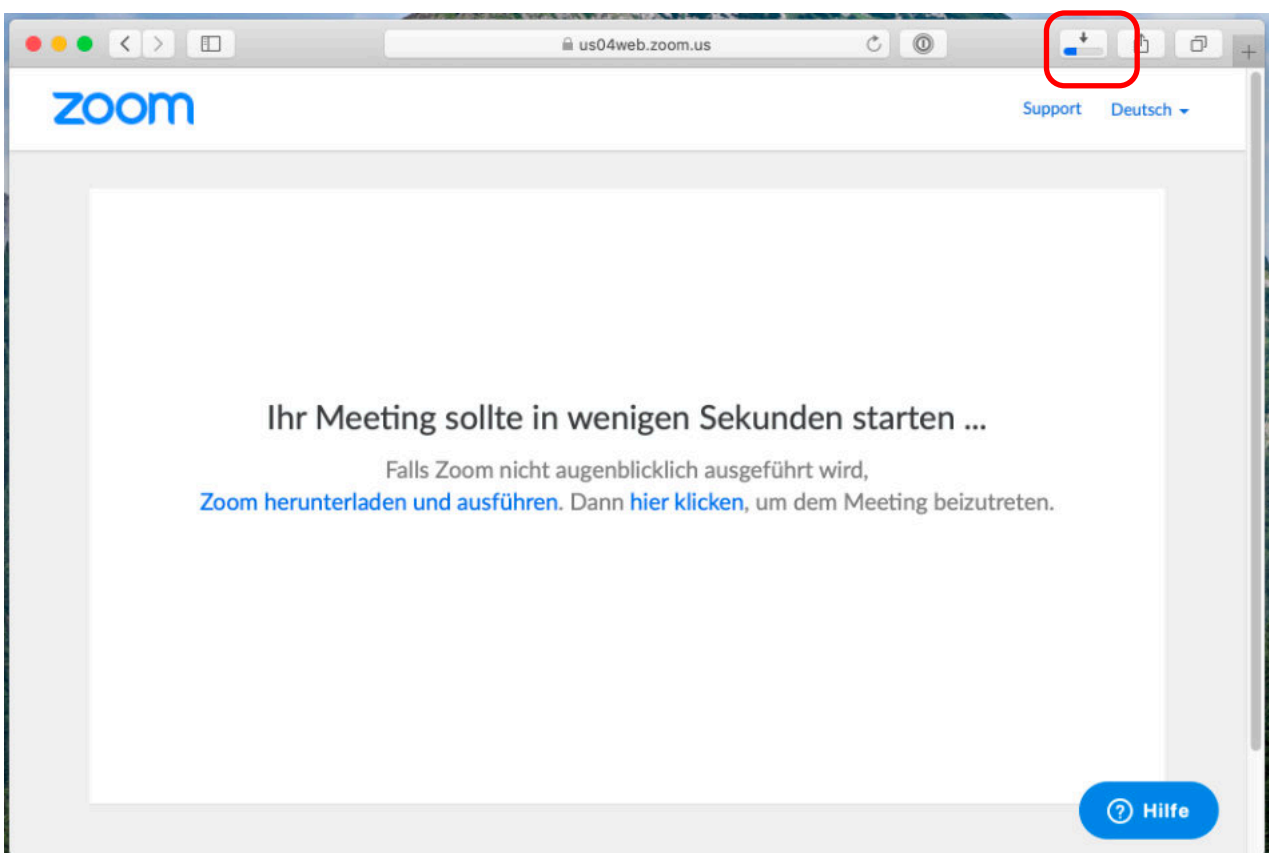 us04web.zoom.us
zoom
Support Deutsch
Ihr Meeting sollte in wenigen Sekunden starten ...
Falls Zoom nicht augenblicklich ausgeführt wird,
Zoom herunterladen und ausführen. Dann hier klicken, um dem Meeting beizutreten.
Hilfe